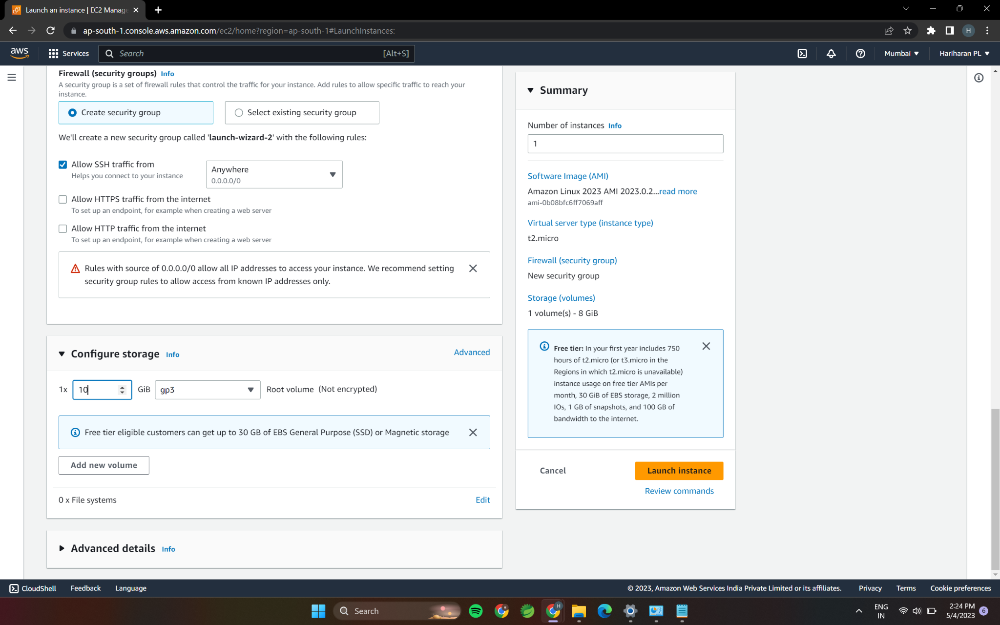 Launch an instance | EC2 Manage
ap-south-1.console.aws.amazon.com/ec2/home?region=ap-south-1#LaunchInstances:
H
aws
Services
Search
[Alt+S]
Mumbai
Hariharan PL
Firewall (security groups) Info
A security group is a set of firewall rules that control the traffic for your instance. Add rules to allow specific traffic to reach your
instance.
Create security group
Select existing security group
We'll create a new security group called 'launch-wizard-2' with the following rules:
Allow SSH traffic from
Helps you connect to your instance
Anywhere
0.0.0.0/0
Allow HTTPS traffic from the internet
To set up an endpoint, for example when creating a web server
Allow HTTP traffic from the internet
To set up an endpoint, for example when creating a web server
Rules with source of 0.0.0.0/0 allow all IP addresses to access your instance. We recommend setting
security group rules to allow access from known IP addresses only.
Configure storage Info
Advanced
1x 10 GiB gp3 Root volume (Not encrypted)
Free tier eligible customers can get up to 30 GB of EBS General Purpose (SSD) or Magnetic storage
Add new volume
0 x File systems
Edit
Advanced details Info
Summary
Number of instances Info
1
Software Image (AMI)
Amazon Linux 2023 AMI 2023.0.2...read more
ami-0b08bfc6ff7069aff
Virtual server type (instance type)
t2.micro
Firewall (security group)
New security group
Storage (volumes)
1 volume(s) - 8 GiB
Free tier: In your first year includes 750
hours of t2.micro (or t3.micro in the
Regions in which t2.micro is unavailable)
instance usage on free tier AMIs per
month, 30 GiB of EBS storage, 2 million
IOs, 1 GB of snapshots, and 100 GB of
bandwidth to the internet.
Cancel
Launch instance
Review commands
CloudShell
Feedback
Language
© 2023, Amazon Web Services India Private Limited or its affiliates.
Privacy
Terms
Cookie preferences
Search
H
H
ENG
IN
2:24 PM
5/4/2023
6